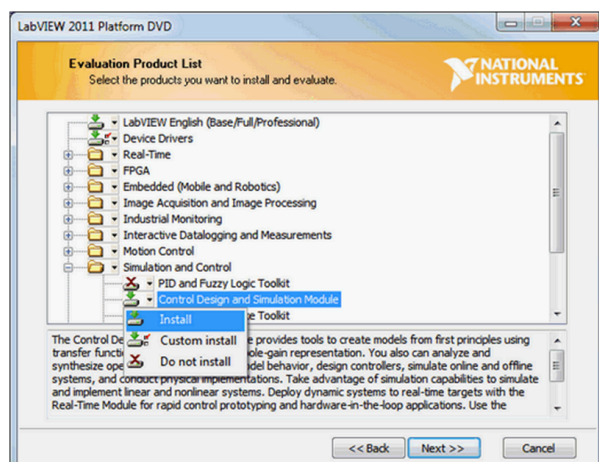 LabVIEW 2011 Platform DVD
Evaluation Product List
Select the products you want to install and evaluate.
NATIONAL
INSTRUMENTS
LabVIEW English (Base/Full/Professional)
Device Drivers
Real-Time
FPGA
Embedded (Mobile and Robotics)
Image Acquisition and Image Processing
Industrial Monitoring
Interactive Datalogging and Measurements
Motion Control
Simulation and Control
PID and Fuzzy Logic Toolkit
Control Design and Simulation Module
Toolkit
Install
Custom install
Do not install
The Control De provides tools to create models from first principles using
transfer functi ole-gain representation. You also can analyze and
synthesize ope del behavior, design controllers, simulate online and offline
systems, and conduct physical implementations. Take advantage of simulation capabilities to simulate
and implement linear and nonlinear systems. Deploy dynamic systems to real-time targets with the
Real-Time Module for rapid control prototyping and hardware-in-the-loop applications. Use the
<< Back
Next >>
Cancel